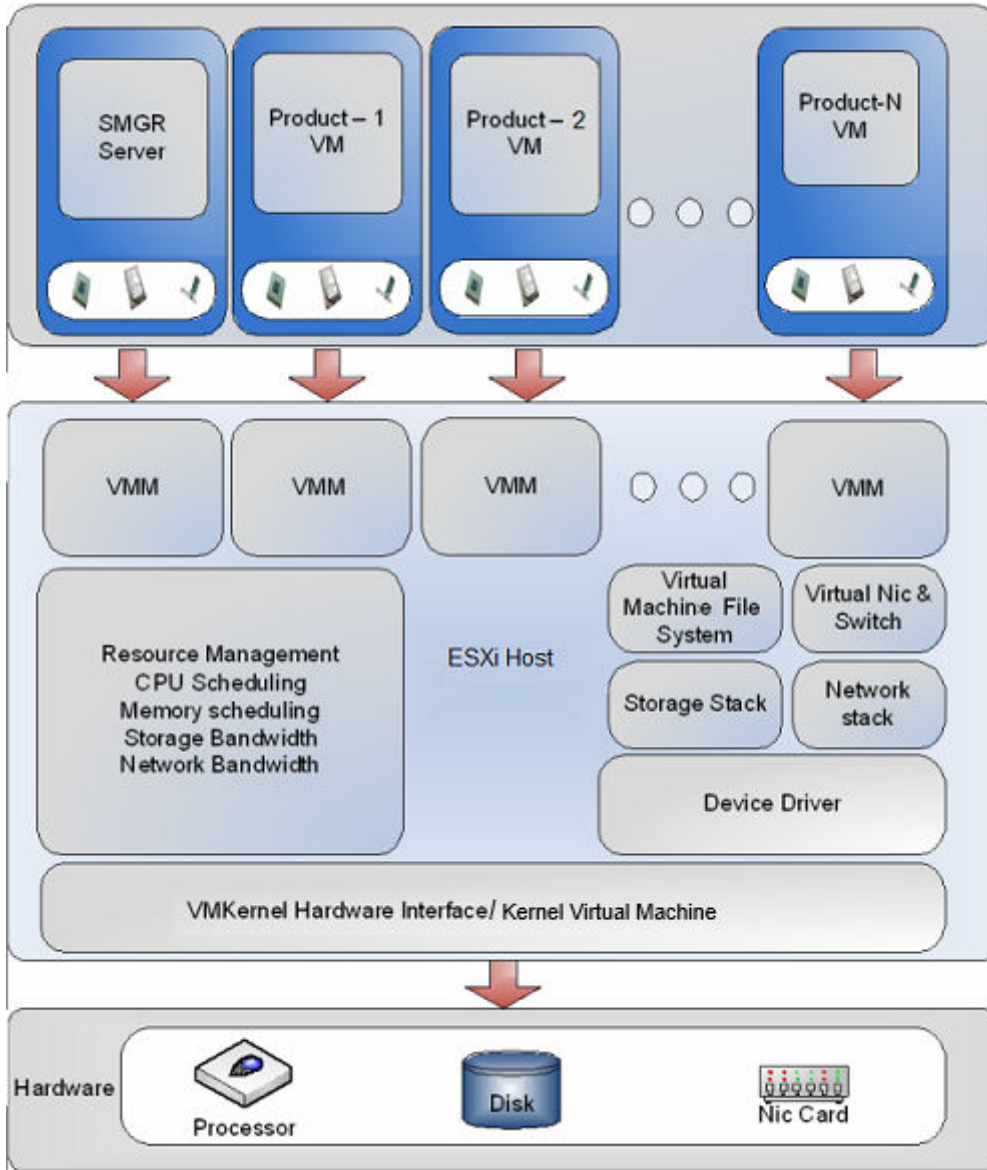 SMGR
Server
Product – 1
VM
Product – 2
VM
Product-N
VM
VMM
VMM
VMM
VMM
Resource Management
CPU Scheduling
Memory scheduling
Storage Bandwidth
Network Bandwidth
ESXi Host
Virtual
Machine File
System
Virtual Nic &
Switch
Storage Stack
Network
stack
Device Driver
VMKernel Hardware Interface/ Kernel Virtual Machine
Hardware
Processor
Disk
Nic Card